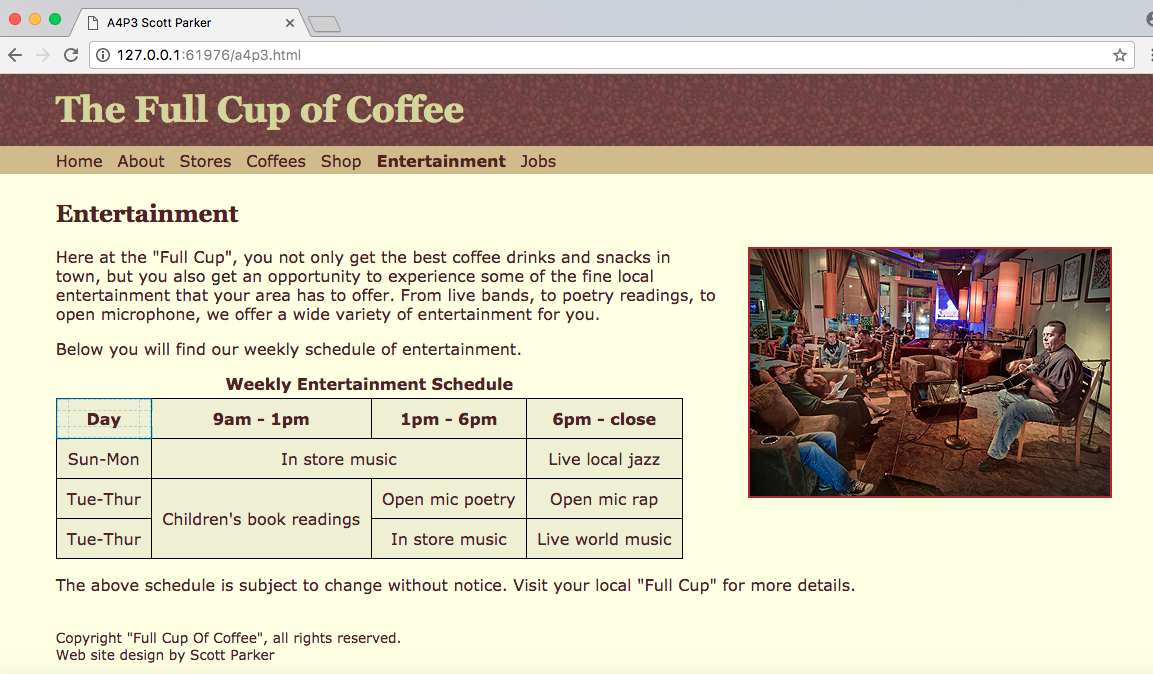 A4P3 Scott Parker
127.0.0.1:61976/a4p3.html
The Full Cup of Coffee
Home About Stores Coffees Shop Entertainment Jobs
Entertainment
Here at the "Full Cup", you not only get the best coffee drinks and snacks in
town, but you also get an opportunity to experience some of the fine local
entertainment that your area has to offer. From live bands, to poetry readings, to
open microphone, we offer a wide variety of entertainment for you.
Below you will find our weekly schedule of entertainment.
Weekly Entertainment Schedule
Day 9am - 1pm 1pm - 6pm 6pm - close
Sun-Mon In store music Live local jazz
Tue-Thur Children's book readings Open mic poetry Open mic rap
Tue-Thur In store music Live world music
The above schedule is subject to change without notice. Visit your local "Full Cup" for more details.
Copyright "Full Cup Of Coffee", all rights reserved.
Web site design by Scott Parker